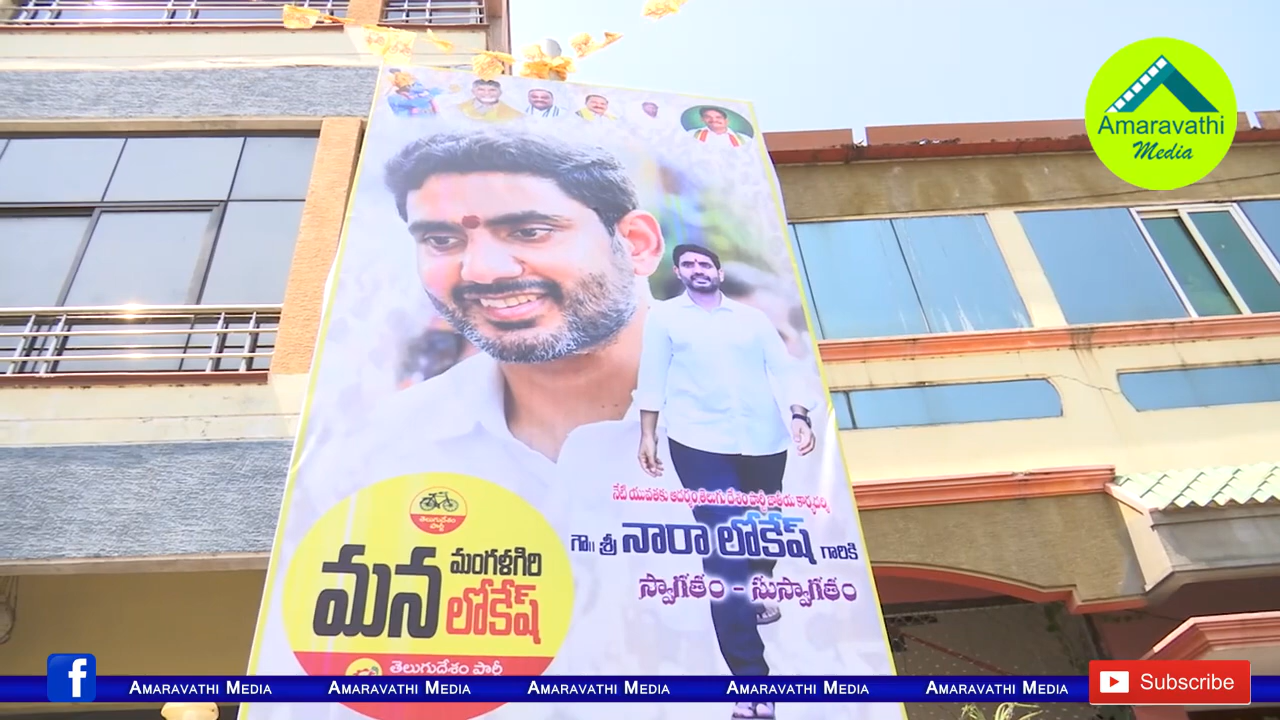 Amaravathi
Media
తెలుగుదేశం
పార్టీ
మన మంగళగిరి
లోకేష్
తెలుగుదేశం పార్టీ
నేటి యువతకు ఆదర్శం తెలుగు దేశం పార్టీ జాతీయ కార్యదర్శి
గౌ|| శ్రీ నారా లోకేష్ గారికి
స్వాగతం - సుస్వాగతం
f Amaravathi Media Amaravathi Media Amaravathi Media Amaravathi Media Amaravathi Media
Subscribe